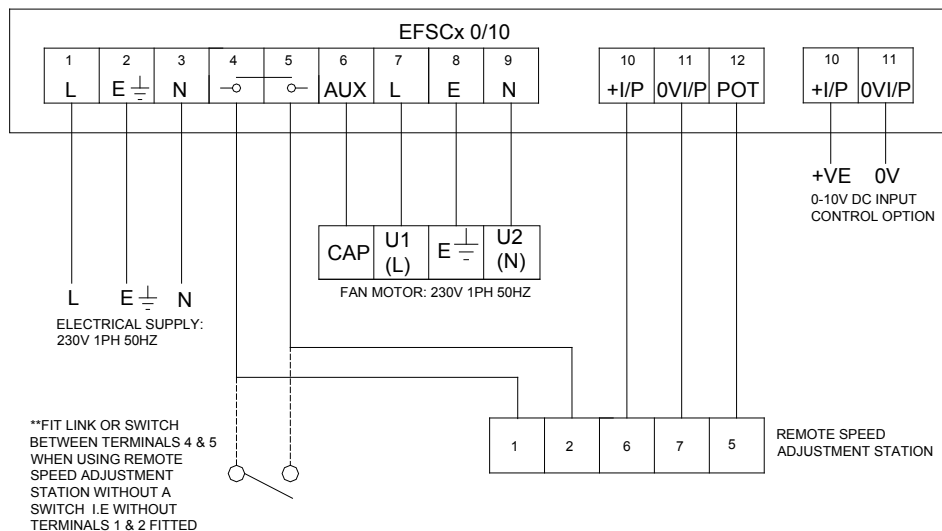 EFSCx 0/10
1 2 3 4 5 6 7 8 9
L E N AUX L E N
10 11 12
+I/P 0VI/P POT
10 11
+I/P 0VI/P
+VE 0V
0-10V DC INPUT
CONTROL OPTION
CAP U1 (L) E U2 (N)
FAN MOTOR: 230V 1PH 50HZ
L E N
ELECTRICAL SUPPLY:
230V 1PH 50HZ
**FIT LINK OR SWITCH
BETWEEN TERMINALS 4 & 5
WHEN USING REMOTE
SPEED ADJUSTMENT
STATION WITHOUT A
SWITCH I.E WITHOUT
TERMINALS 1 & 2 FITTED
1 2 6 7 5
REMOTE SPEED
ADJUSTMENT STATION